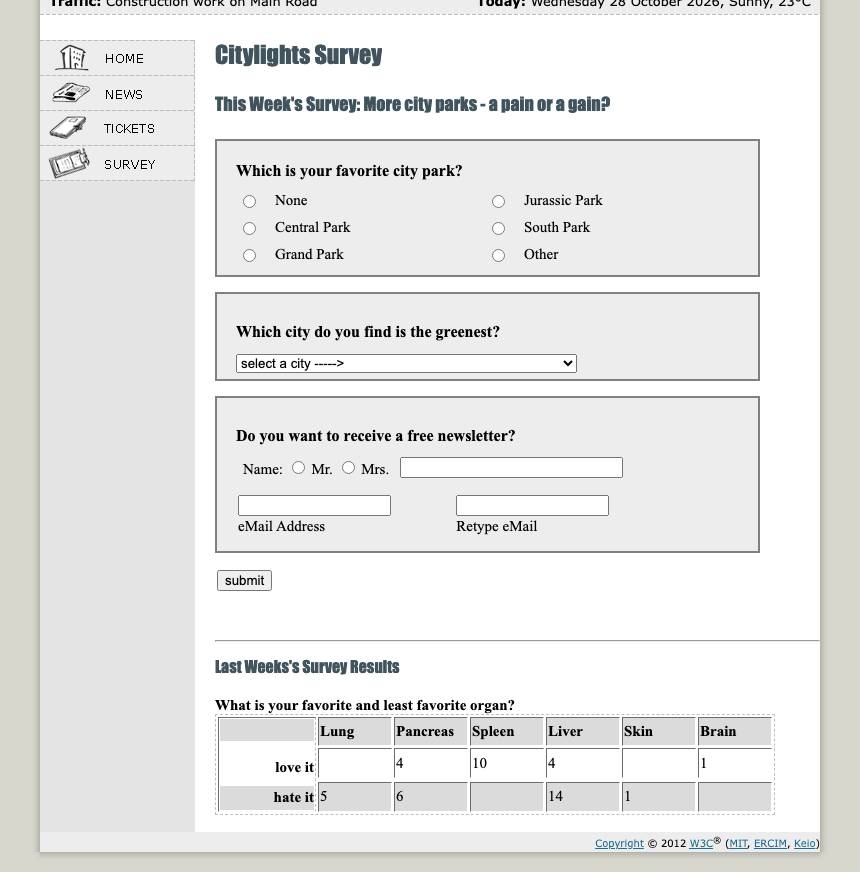 Traffic: Construction work on Main Road Today: Wednesday 28 October 2026, Sunny, 23°C
HOME
NEWS
TICKETS
SURVEY
Citylights Survey
This Week's Survey: More city parks - a pain or a gain?
Which is your favorite city park?
None Jurassic Park
Central Park South Park
Grand Park Other
Which city do you find is the greenest?
select a city ----->
Do you want to receive a free newsletter?
Name: Mr. Mrs.
eMail Address Retype eMail
submit
Last Weeks's Survey Results
What is your favorite and least favorite organ?
Lung Pancreas Spleen Liver Skin Brain
love it 4 10 4 1
hate it 5 6 14 1
Copyright © 2012 W3C® (MIT, ERCIM, Keio)